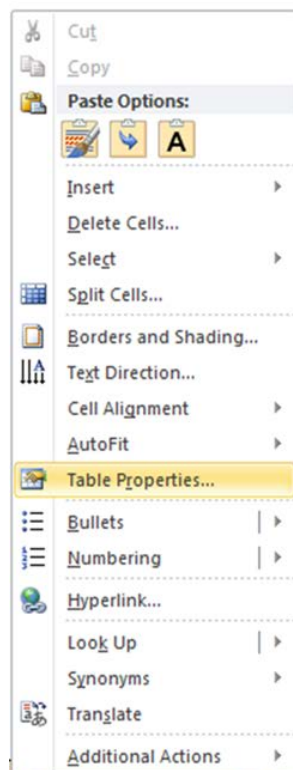 Cut
Copy
Paste Options:
A
Insert
Delete Cells...
Select
Split Cells...
Borders and Shading...
Text Direction...
Cell Alignment
AutoFit
Table Properties...
Bullets
Numbering
Hyperlink...
Look Up
Synonyms
Translate
Additional Actions